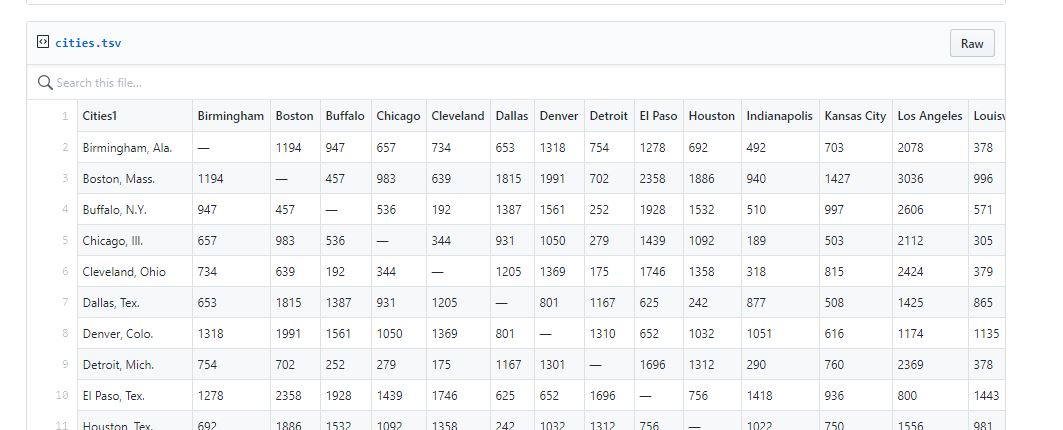 cities.tsv Raw
Search this file...
1 Cities1 Birmingham Boston Buffalo Chicago Cleveland Dallas Denver Detroit El Paso Houston Indianapolis Kansas City Los Angeles
2 Birmingham, Ala. — 1194 947 657 734 653 1318 754 1278 692 492 703 2078 378
3 Boston, Mass. 1194 — 457 983 639 1815 1991 702 2358 1886 940 1427 3036 996
4 Buffalo, N.Y. 947 457 — 536 192 1387 1561 252 1928 1532 510 997 2606 571
5 Chicago, Ill. 657 983 536 — 344 931 1050 279 1439 1092 189 503 2112 305
6 Cleveland, Ohio 734 639 192 344 — 1205 1369 175 1746 1358 318 815 2424 379
7 Dallas, Tex. 653 1815 1387 931 1205 — 801 1167 625 242 877 508 1425 865
8 Denver, Colo. 1318 1991 1561 1050 1369 801 — 1310 652 1032 1051 616 1174 1135
9 Detroit, Mich. 754 702 252 279 175 1167 1301 — 1696 1312 290 760 2369 378
10 El Paso, Tex. 1278 2358 1928 1439 1746 625 652 1696 — 756 1418 936 800 1443
11 Houston, Tex. 692 1886 1532 1092 1358 242 1032 1312 756 — 1022 750 1556 981